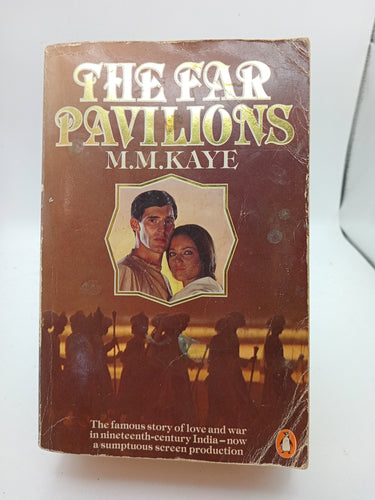 THE FAR
PAVILIONS
M.M.KAYE
The famous story of love and war
in nineteenth-century India–now
a sumptuous screen production